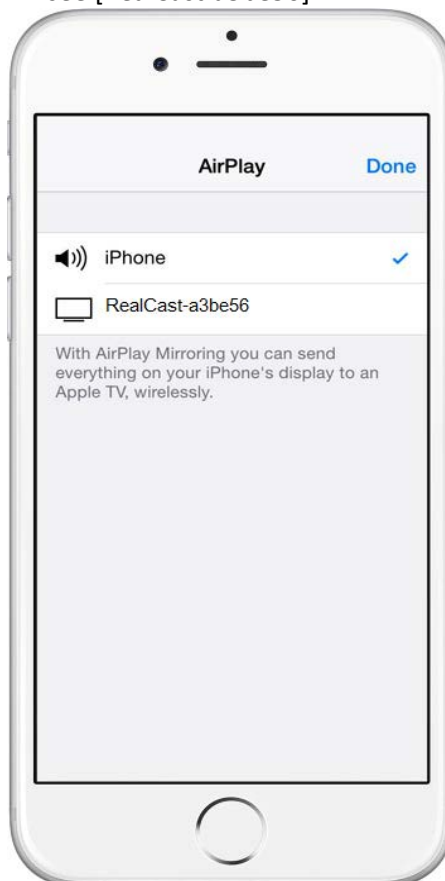 AirPlay
Done
iPhone
RealCast-a3be56
With AirPlay Mirroring you can send
everything on your iPhone's display to an
Apple TV, wirelessly.